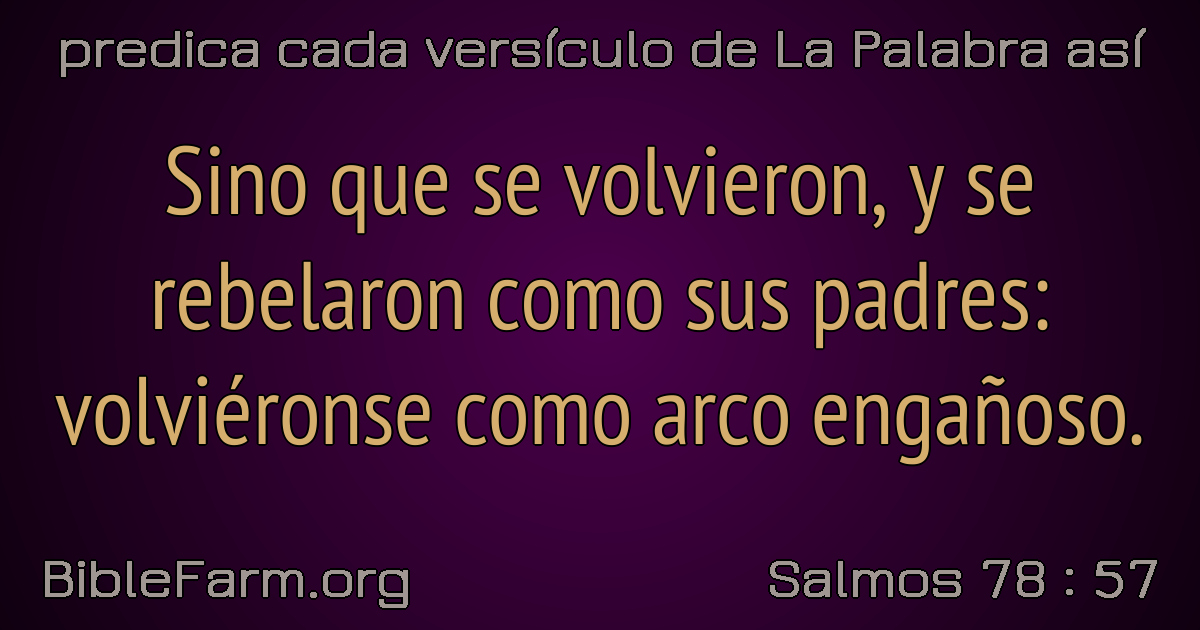 predica cada versículo de La Palabra así
Sino que se volvieron, y se
rebelaron como sus padres:
volviéronse como arco engañoso.
BibleFarm.org
Salmos 78 : 57